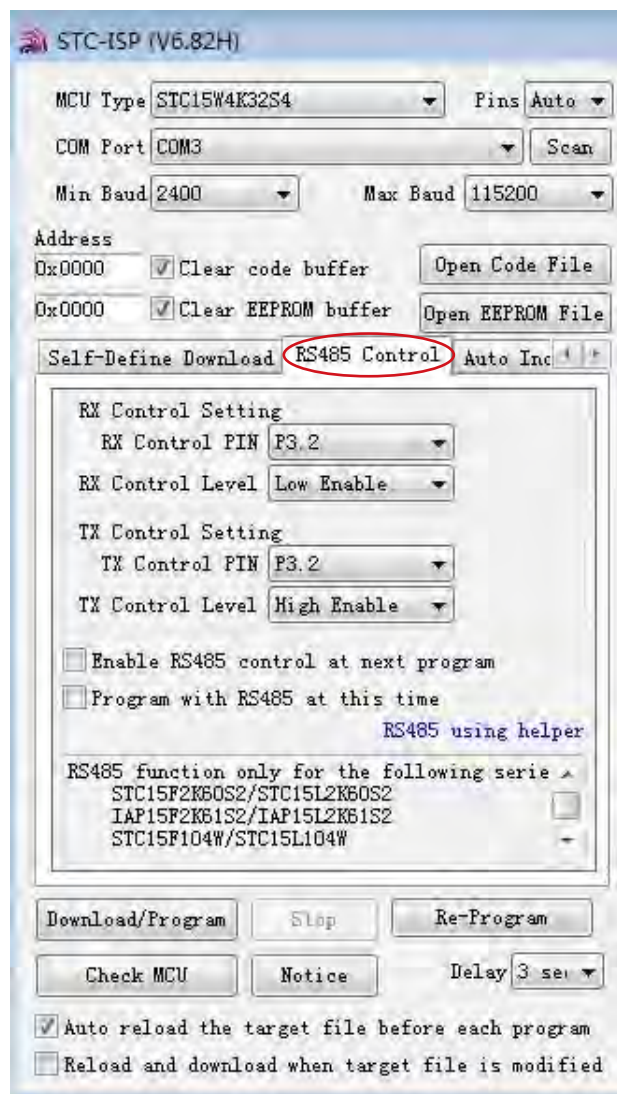 STC-ISP (V6.82H)
MCU Type STC15W4K32S4 Pins Auto
COM Port COM3 Scan
Min Baud 2400 Max Baud 115200
Address
0x0000 Clear code buffer Open Code File
0x0000 Clear EEPROM buffer Open EEPROM File
Self-Define Download RS485 Control Auto Inc
RX Control Setting
RX Control PIN P3.2
RX Control Level Low Enable
TX Control Setting
TX Control PIN P3.2
TX Control Level High Enable
Enable RS485 control at next program
Program with RS485 at this time
RS485 using helper
RS485 function only for the following serie
STC15F2K60S2/STC15L2K60S2
IAP15F2K61S2/IAP15L2K61S2
STC15F104W/STC15L104W
Download/Program Stop Re-Program
Check MCU Notice Delay 3 sec
Auto reload the target file before each program
Reload and download when target file is modified